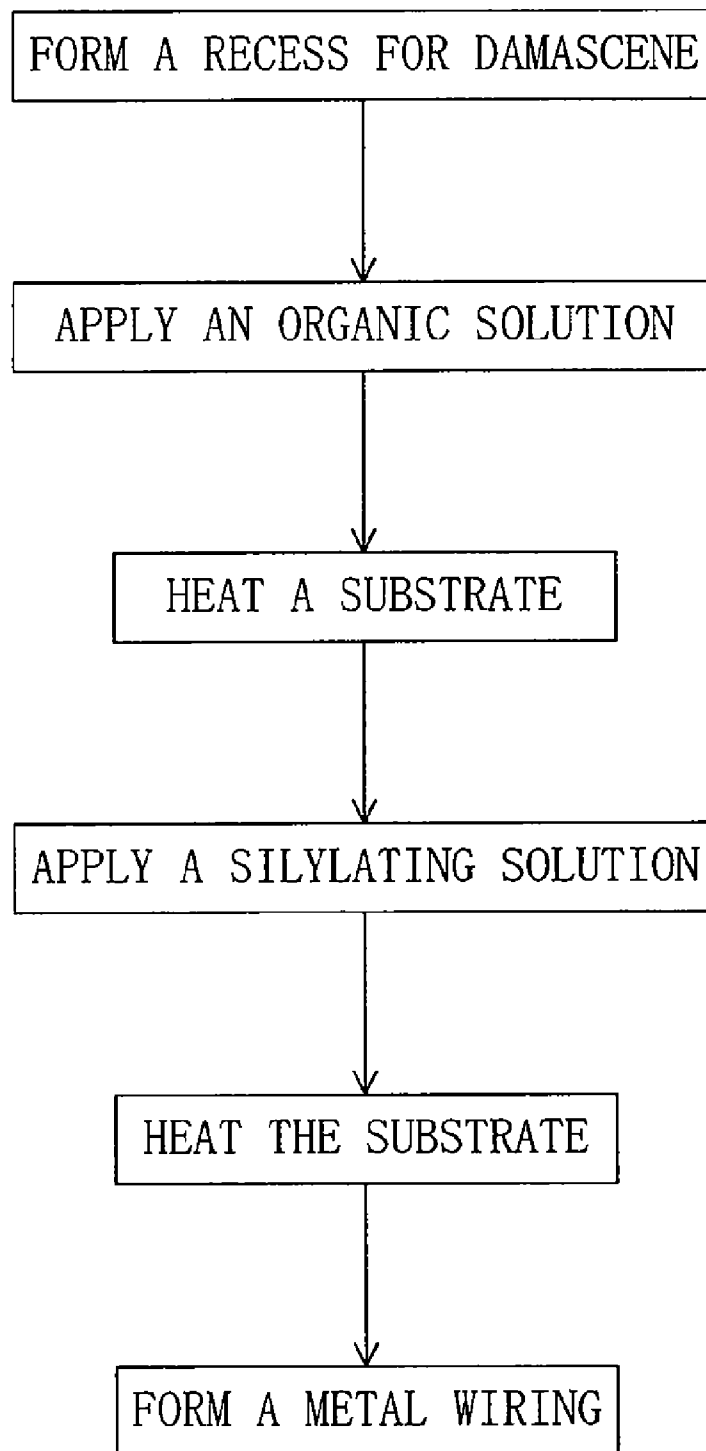 FORM A RECESS FOR DAMASCENE
APPLY AN ORGANIC SOLUTION
HEAT A SUBSTRATE
APPLY A SILYLATING SOLUTION
HEAT THE SUBSTRATE
FORM A METAL WIRING